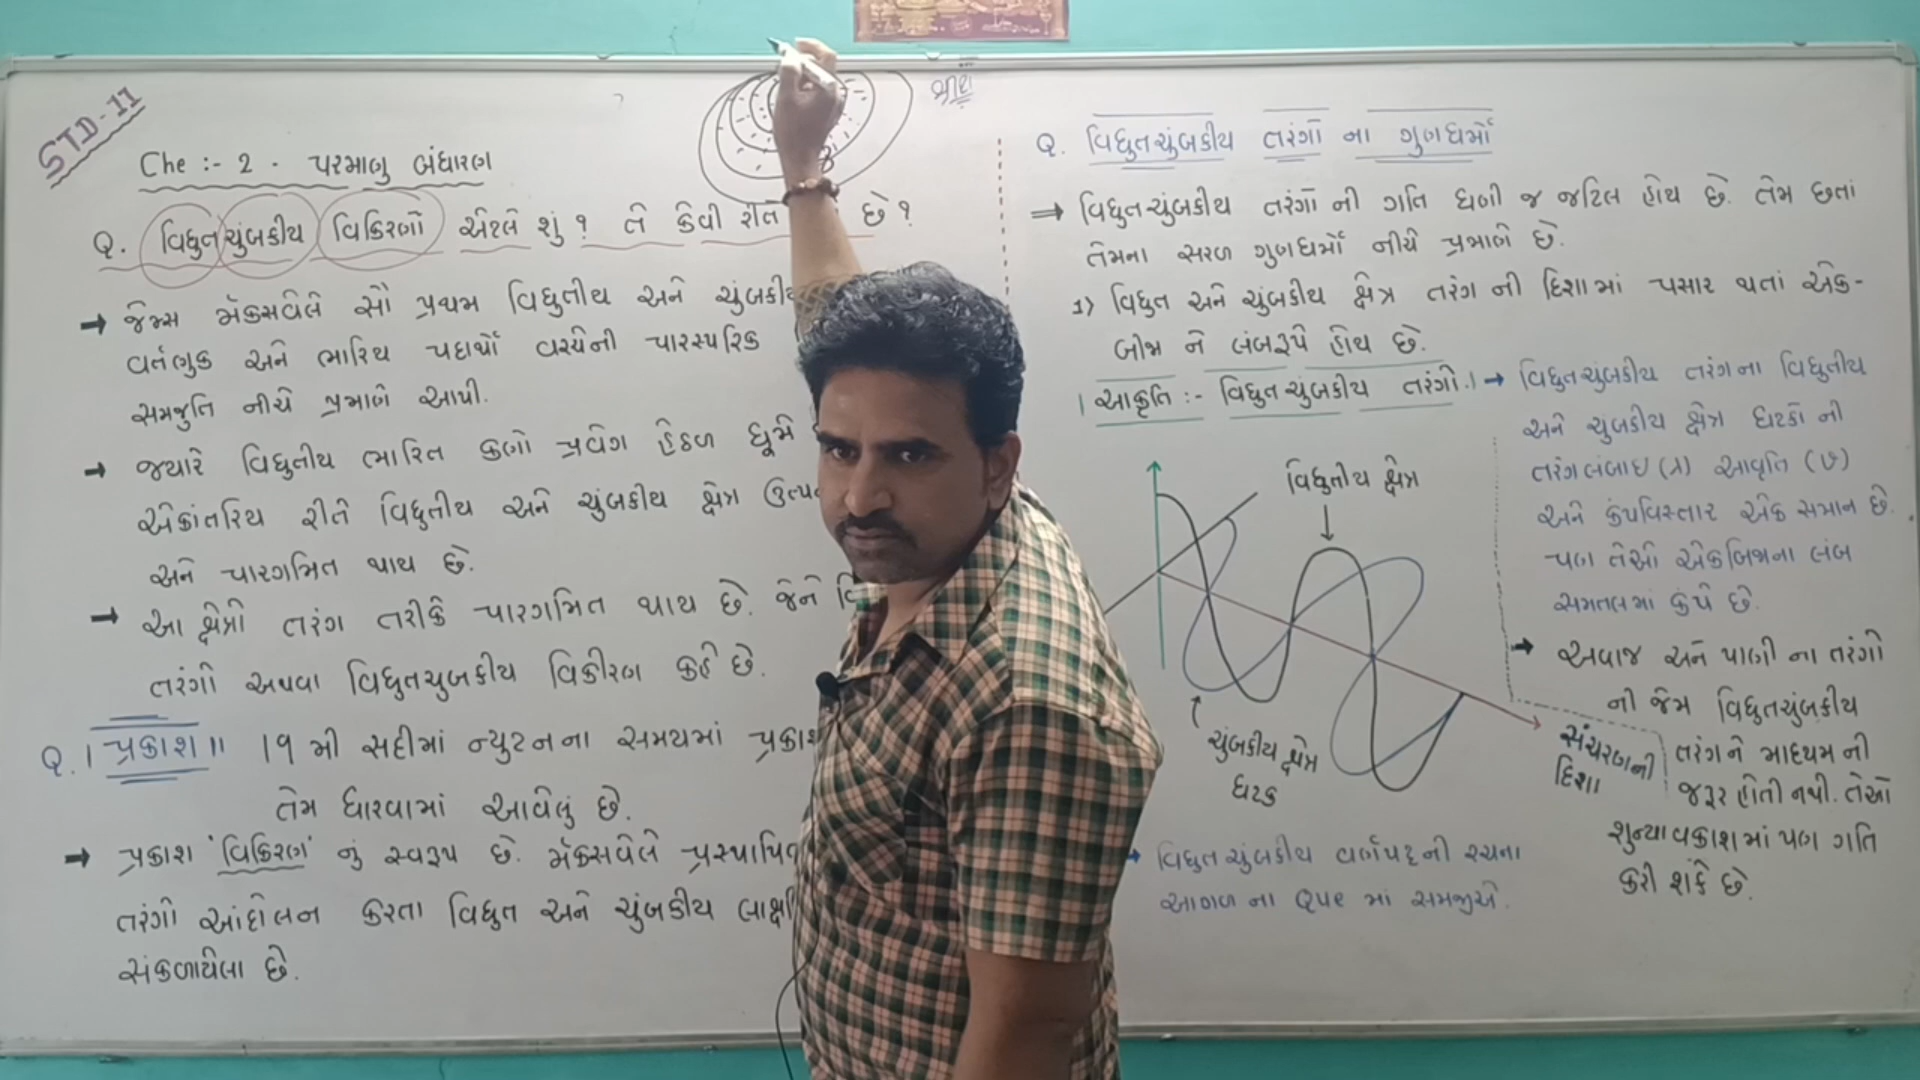 STD-11
Che :- 2 . પરમાણુ બંધારણ
Q. વિધુતચુંબકીય વિકિરણો એટલે શું ? તે કેવી રીતે છે ?
→ જેમ્સ મૅક્સવેલે સૌ પ્રથમ વિધુતીય અને ચુંબકીય
વર્તણુક અને ભારિય પદાર્થો વચ્ચેની પારસ્પરિક
સમજુતિ નીચે પ્રમાણે આપી.
→ જ્યારે વિધુતીય ભારિત કણો પ્રવેગ હેઠળ ઘૂમે
એકાંતરિય રીતે વિધુતીય અને ચુંબકીય ક્ષેત્ર
અને પારગમિત થાય છે.
→ આ ક્ષેત્રો તરંગ તરીકે પારગમિત થાય છે. જેને
તરંગો અથવા વિધુતચુબકીય વિકીરણ કહે છે.
Q. | પ્રકાશ || 19 મી સદીમાં ન્યુટનના સમયમાં
તેમ ધારવામાં આવેલું છે.
→ પ્રકાશ 'વિકિરણ' નું સ્વરૂપ છે. મૅક્સવેલે
તરંગો આંદોલન કરતા વિધુત અને ચુંબકીય
સંકળાયેલા છે.
Q. વિધુતચુંબકીય તરંગો ના ગુણધર્મો
⇒ વિધુતચુંબકીય તરંગો ની ગતિ ઘણી જ જટિલ હોય છે. તેમ છતાં
તેમના સરળ ગુણધર્મો નીચે પ્રમાણે છે.
1) વિધુત અને ચુંબકીય ક્ષેત્ર તરંગ ની દિશામાં પસાર થતાં એક-
બીજા ને લંબરૂપે હોય છે.
| આકૃતિ :- વિધુતચુંબકીય તરંગો. |
વિધુતીય ક્ષેત્ર
ચુંબકીય ક્ષેત્ર
ઘટક
સંચરણની
દિશા
→ વિધુતચુંબકીય તરંગના વિધુતીય
અને ચુંબકીય ક્ષેત્ર ઘટકો ની
તરંગલંબાઇ (λ) આવૃતિ (ν)
અને કંપવિસ્તાર એક સમાન છે.
પણ તેઓ એકબિજાના લંબ
સમતલમાં કંપે છે.
→ અવાજ અને પાણી ના તરંગો
ની જેમ વિધુતચુંબકીય
તરંગને માધ્યમ ની
જરૂર હોતી નથી. તેઓ
શુન્યાવકાશમાં પણ ગતિ
કરી શકે છે.
→ વિધુતચુંબકીય વર્ણપટ્ટની રચના
આગળ ના Que માં સમજીએ.